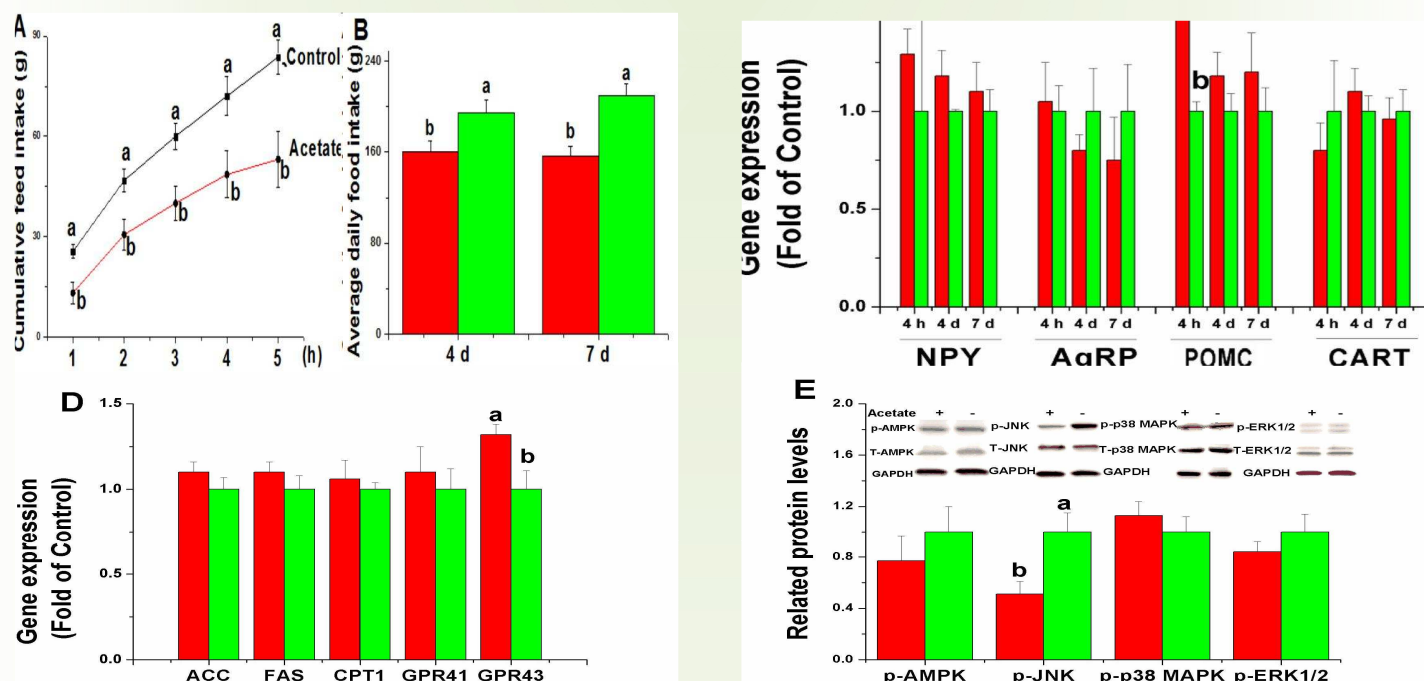 A
Cumulative feed intake (g)
90
60
30
0
a
a
a
a
a
b
b
b
b
b
Control
Acetate
1 2 3 4 5 (h)
B
Average daily food intake (g)
240
160
80
0
b a b a
4 d 7 d
Gene expression
(Fold of Control)
1.0
0.5
0.0
b
4 h 4 d 7 d 4 h 4 d 7 d 4 h 4 d 7 d 4 h 4 d 7 d
NPY AgRP POMC CART
D
Gene expression
(Fold of Control)
1.5
1.0
0.5
0.0
a
b
ACC FAS CPT1 GPR41 GPR43
E
Related protein levels
2.0
1.6
1.2
0.8
0.4
0.0
Acetate + - + - + - + -
p-AMPK p-JNK p-p38 MAPK p-ERK1/2
T-AMPK T-JNK T-p38 MAPK T-ERK1/2
GAPDH GAPDH GAPDH GAPDH
b
a
p-AMPK p-JNK p-p38 MAPK p-ERK1/2